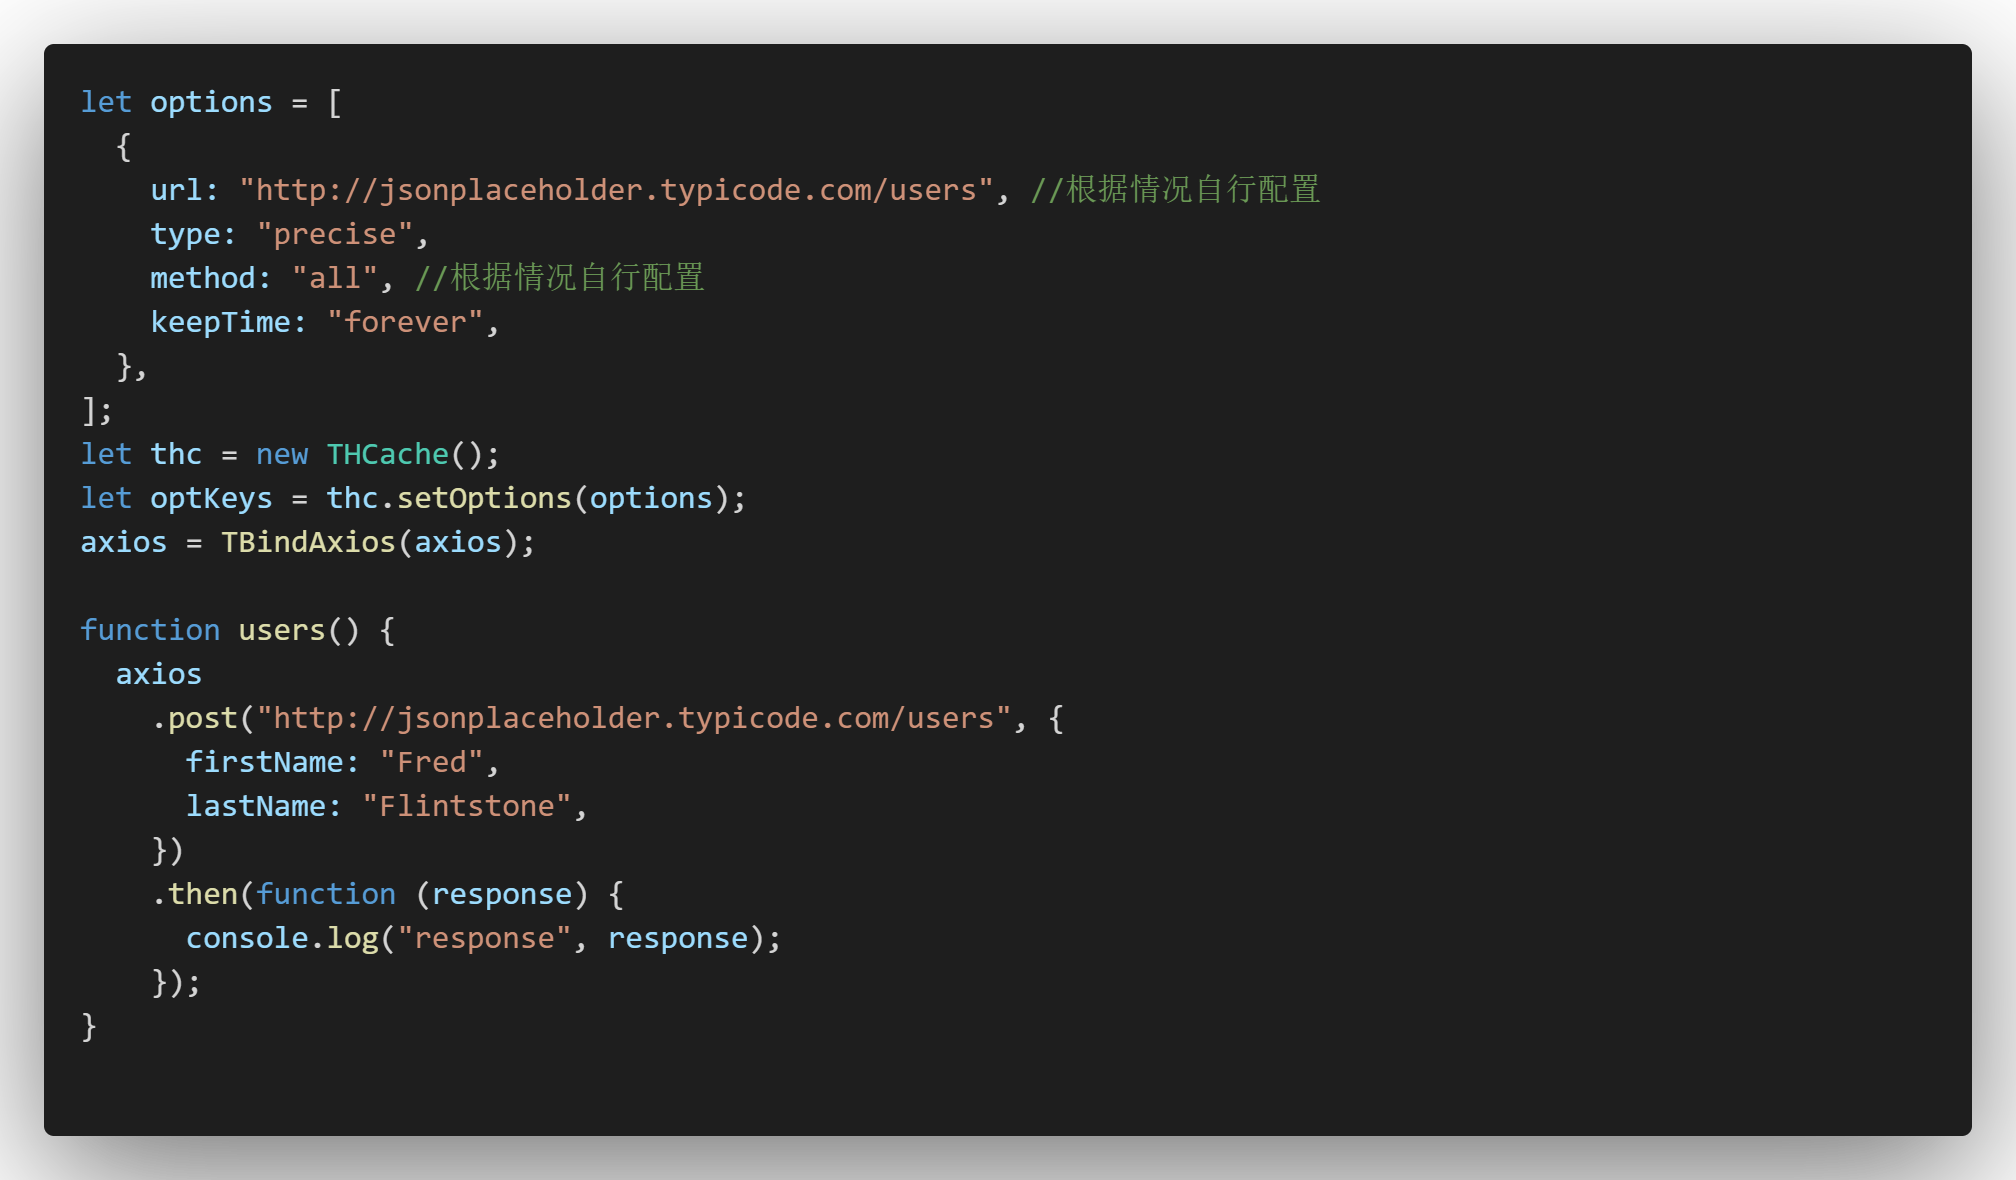 let options = [
  {
    url: "http://jsonplaceholder.typicode.com/users", //根据情况自行配置
    type: "precise",
    method: "all", //根据情况自行配置
    keepTime: "forever",
  },
];
let thc = new THCache();
let optKeys = thc.setOptions(options);
axios = TBindAxios(axios);

function users() {
  axios
    .post("http://jsonplaceholder.typicode.com/users", {
      firstName: "Fred",
      lastName: "Flintstone",
    })
    .then(function (response) {
      console.log("response", response);
    });
}